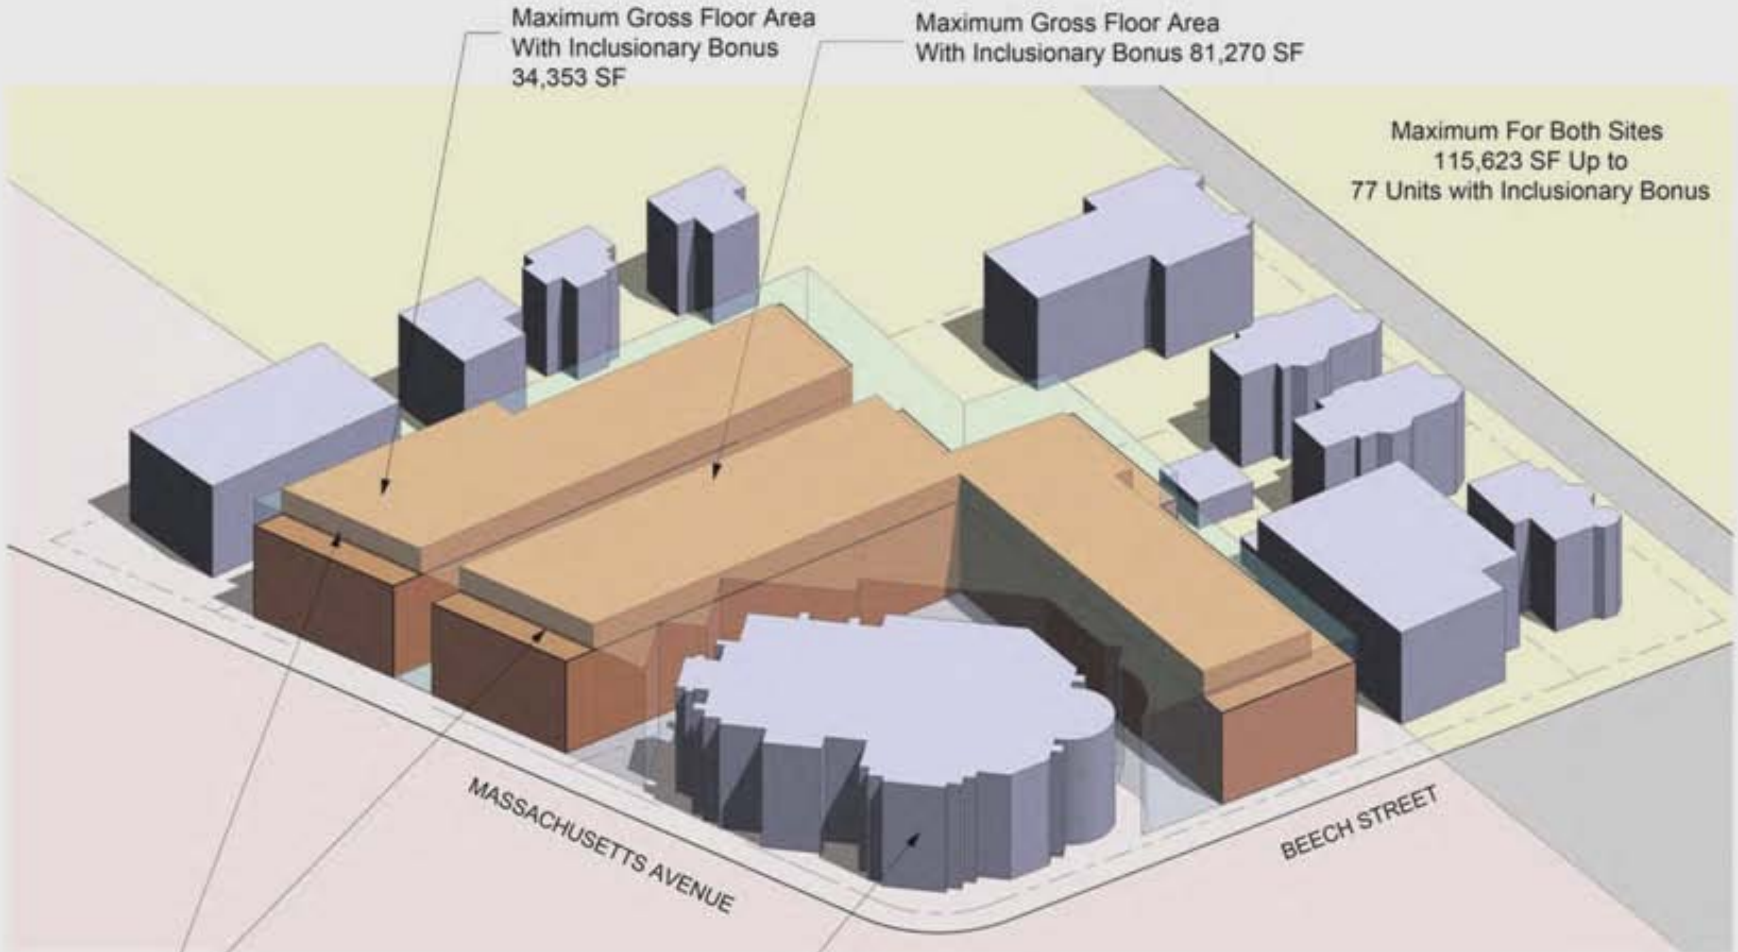 Maximum Gross Floor Area
With Inclusionary Bonus
34,353 SF
Maximum Gross Floor Area
With Inclusionary Bonus 81,270 SF
Maximum For Both Sites
115,623 SF Up to
77 Units with Inclusionary Bonus
MASSACHUSETTS AVENUE
BEECH STREET